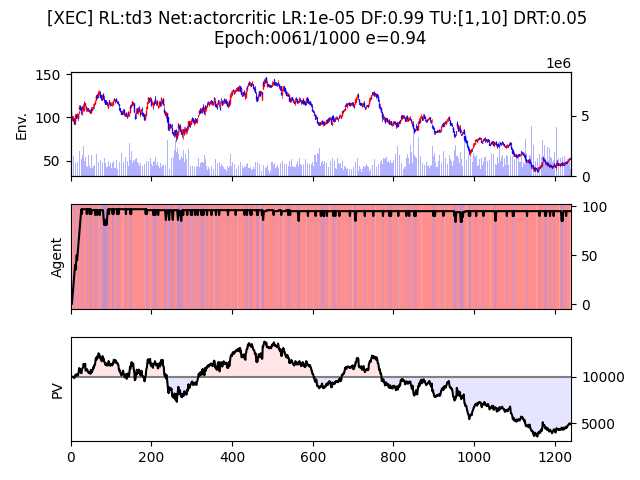 [XEC] RL:td3 Net:actorcritic LR:1e-05 DF:0.99 TU:[1,10] DRT:0.05
Epoch:0061/1000 e=0.94
1e6
150
100
50
Env.
5
0
Agent
100
50
0
PV
10000
5000
0
200
400
600
800
1000
1200